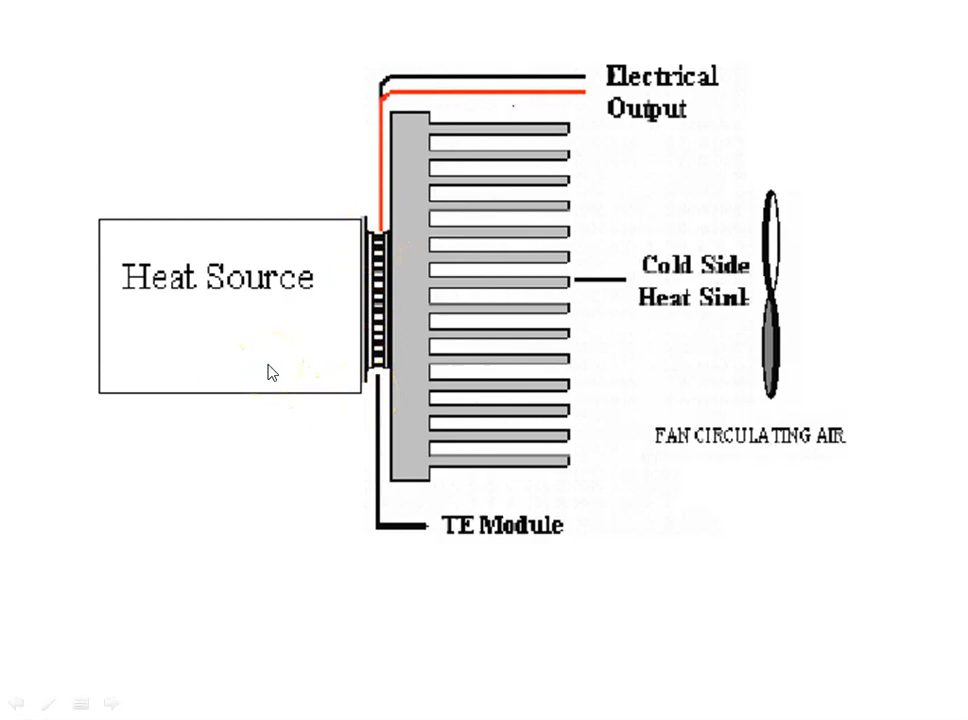 Electrical
Output
Heat Source
Cold Side
Heat Sink
FAN CIRCULATING AIR
TE Module